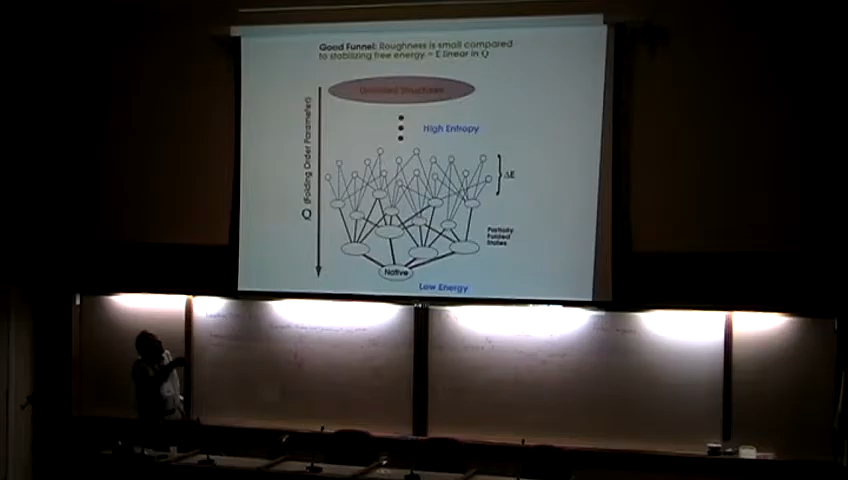 Good Funnel: Roughness is small compared
to stabilizing free energy - E linear in Q
Unfolded Structures
High Entropy
Q (Folding Order Parameter)
ΔE
Partially
Folded
States
Native
Low Energy